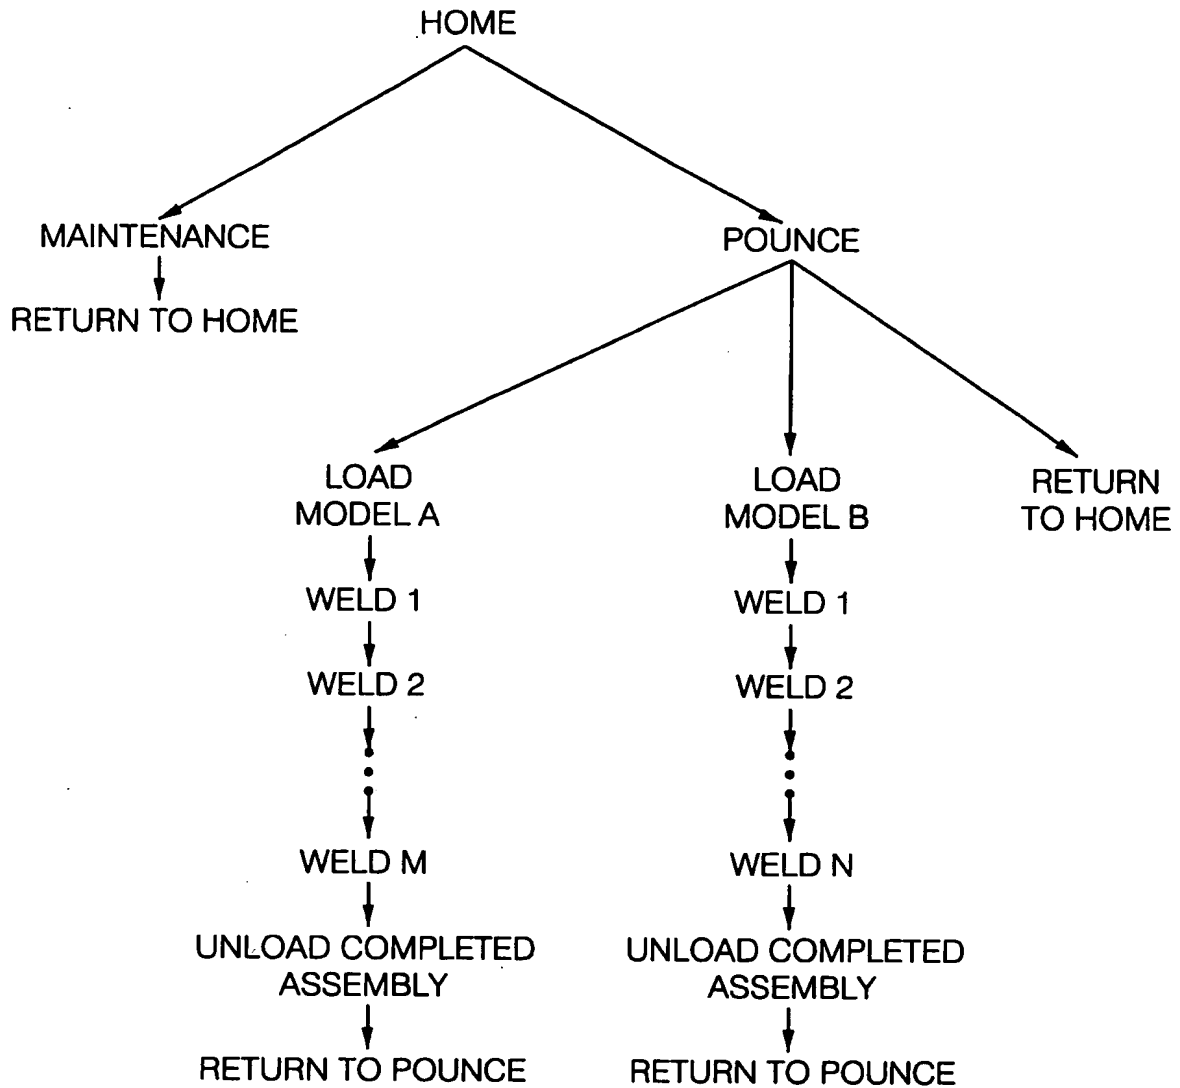 HOME
MAINTENANCE
POUNCE
RETURN TO HOME
LOAD
MODEL A
LOAD
MODEL B
RETURN
TO HOME
WELD 1
WELD 1
WELD 2
WELD 2
WELD M
WELD N
UNLOAD COMPLETED
ASSEMBLY
UNLOAD COMPLETED
ASSEMBLY
RETURN TO POUNCE
RETURN TO POUNCE